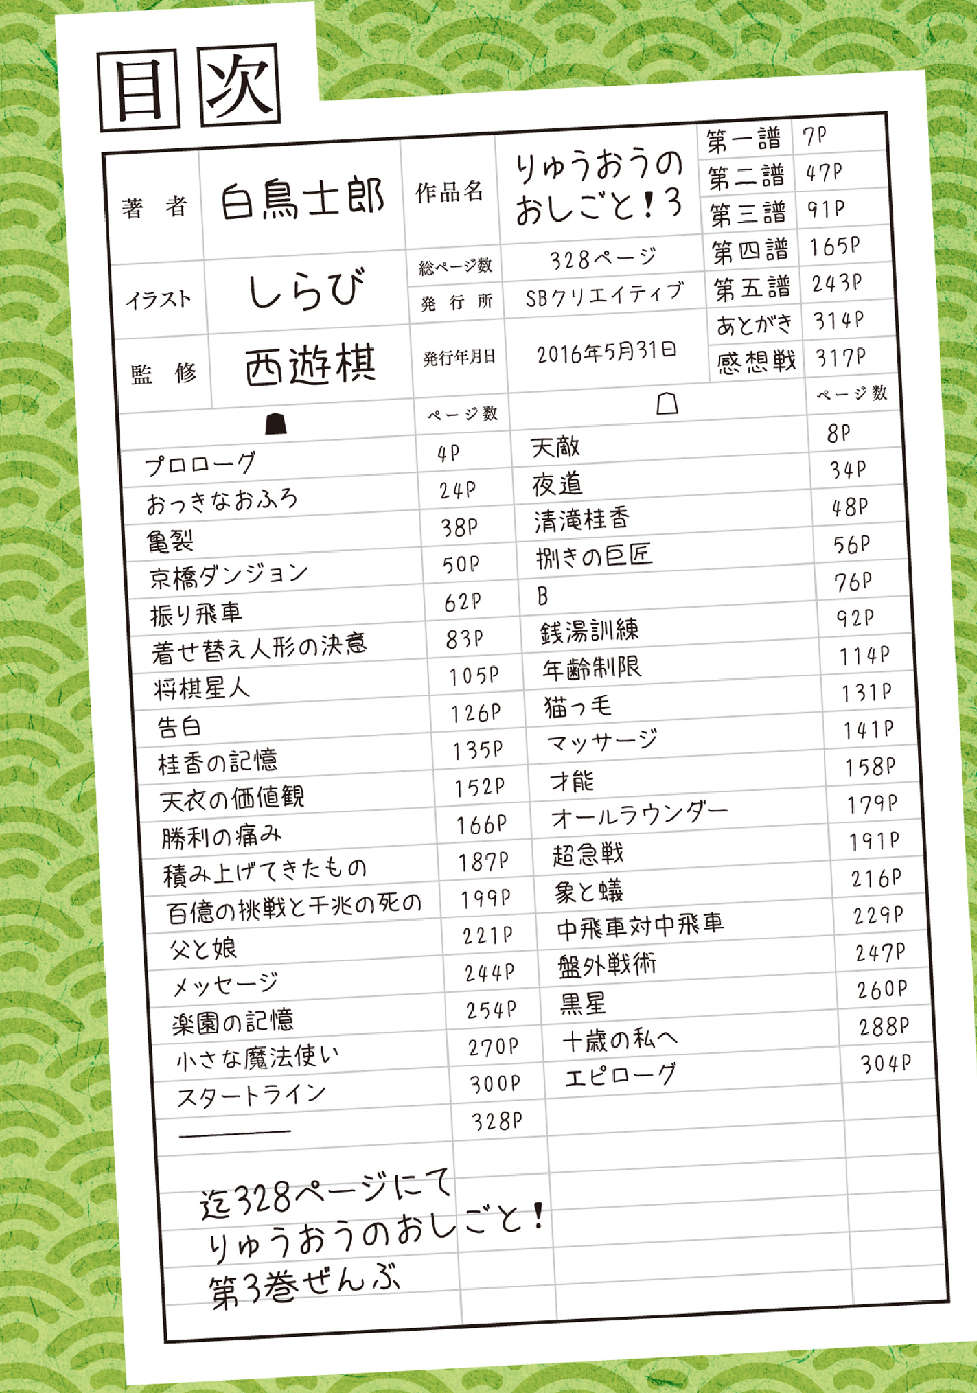 目次
著者 白鳥士郎 作品名 りゅうおうの おしごと!3
イラスト しらび 総ページ数 328ページ
発行所 SBクリエイティブ
監修 西遊棋 発行年月日 2016年5月31日
第一譜 7P
第二譜 47P
第三譜 91P
第四譜 165P
第五譜 243P
あとがき 314P
感想戦 317P
ページ数 ページ数
プロローグ 4P 天敵 8P
おっきなおふろ 24P 夜道 34P
亀裂 38P 清滝桂香 48P
京橋ダンジョン 50P 捌きの巨匠 56P
振り飛車 62P B 76P
着せ替え人形の決意 83P 銭湯訓練 92P
将棋星人 105P 年齢制限 114P
告白 126P 猫っ毛 131P
桂香の記憶 135P マッサージ 141P
天衣の価値観 152P 才能 158P
勝利の痛み 166P オールラウンダー 179P
積み上げてきたもの 187P 超急戦 191P
百億の挑戦と千兆の死の 199P 象と蟻 216P
父と娘 221P 中飛車対中飛車 229P
メッセージ 244P 盤外戦術 247P
楽園の記憶 254P 黒星 260P
小さな魔法使い 270P 十歳の私へ 288P
スタートライン 300P エピローグ 304P
――――― 328P
迄328ページにて
りゅうおうのおしごと!
第3巻ぜんぶ